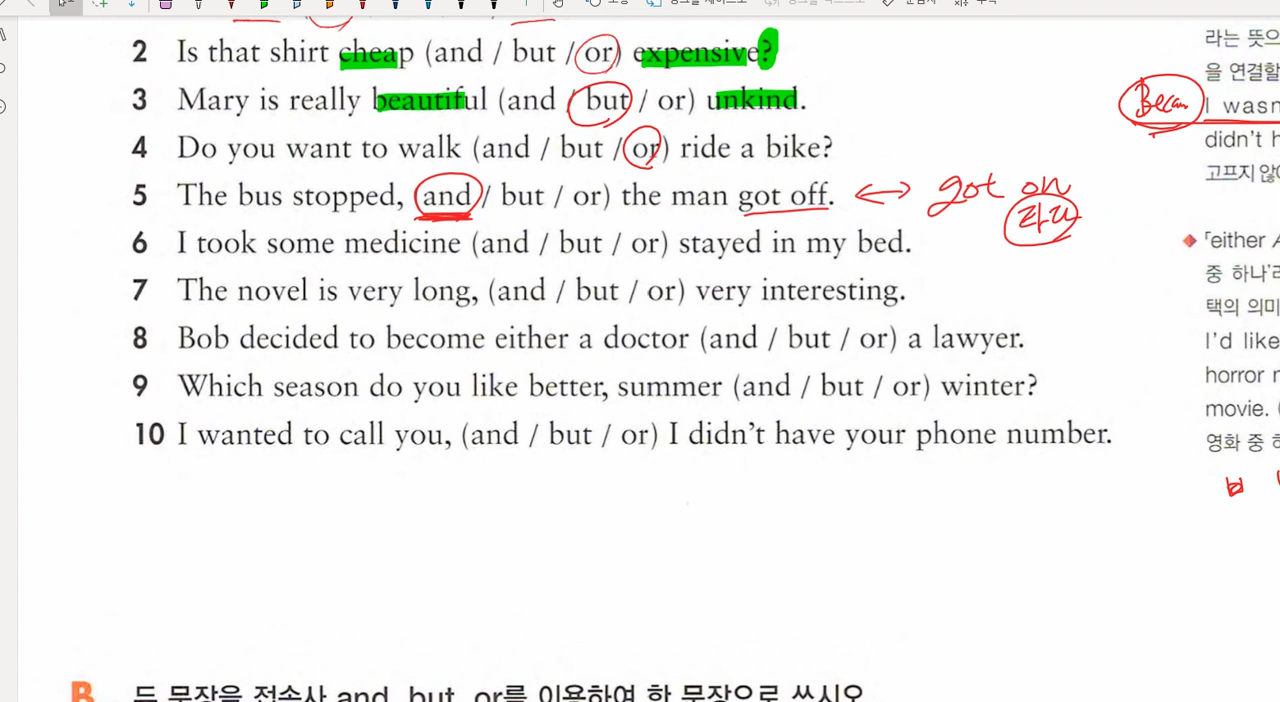 2 Is that shirt cheap (and / but / or) expensive?
3 Mary is really beautiful (and / but / or) unkind.
4 Do you want to walk (and / but / or) ride a bike?
5 The bus stopped, (and / but / or) the man got off. ↔ got on
6 I took some medicine (and / but / or) stayed in my bed.
7 The novel is very long, (and / but / or) very interesting.
8 Bob decided to become either a doctor (and / but / or) a lawyer.
9 Which season do you like better, summer (and / but / or) winter?
10 I wanted to call you, (and / but / or) I didn't have your phone number.
B 두 문장을 접속사 and, but, or를 이용하여 한 문장으로 쓰시오
라는 뜻으
을 연결할
I wasn
didn't h
고프지 않
「either A
중 하나'라
택의 의미
I'd like
horror m
movie. (
영화 중 하